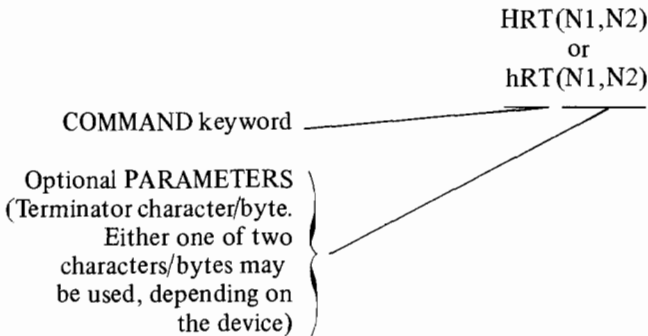 HRT(N1,N2)
or
hRT(N1,N2)
COMMAND keyword
Optional PARAMETERS
(Terminator character/byte.
Either one of two
characters/bytes may
be used, depending on
the device)